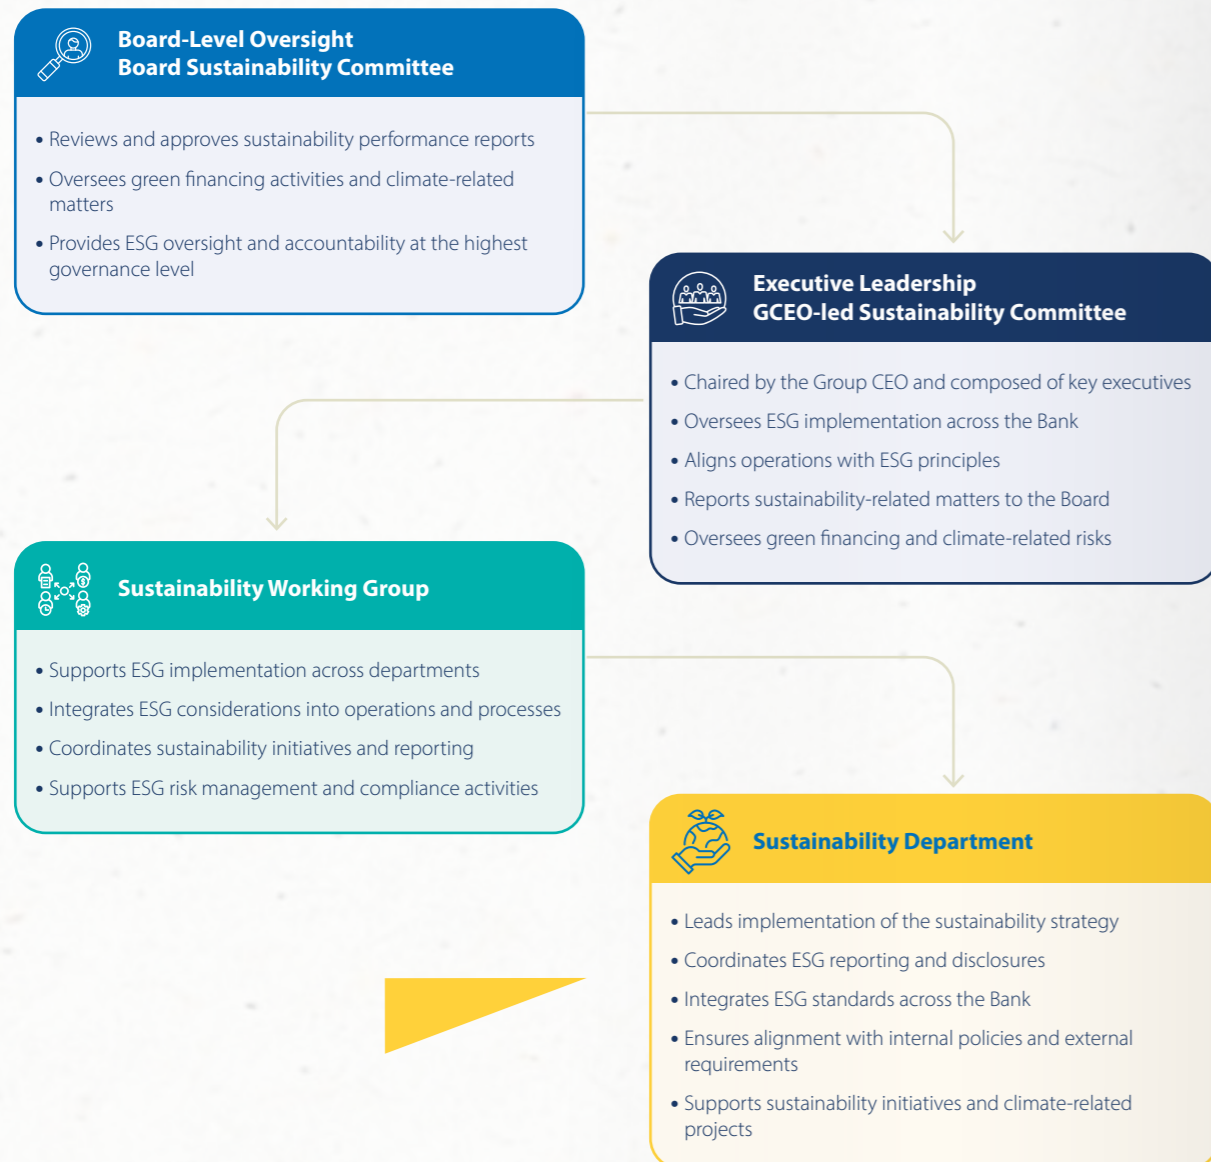 Board-Level Oversight
Board Sustainability Committee
• Reviews and approves sustainability performance reports
• Oversees green financing activities and climate-related
matters
• Provides ESG oversight and accountability at the highest
governance level
Executive Leadership
GCEO-led Sustainability Committee
• Chaired by the Group CEO and composed of key executives
• Oversees ESG implementation across the Bank
• Aligns operations with ESG principles
• Reports sustainability-related matters to the Board
• Oversees green financing and climate-related risks
Sustainability Working Group
• Supports ESG implementation across departments
• Integrates ESG considerations into operations and processes
• Coordinates sustainability initiatives and reporting
• Supports ESG risk management and compliance activities
Sustainability Department
• Leads implementation of the sustainability strategy
• Coordinates ESG reporting and disclosures
• Integrates ESG standards across the Bank
• Ensures alignment with internal policies and external
requirements
• Supports sustainability initiatives and climate-related
projects